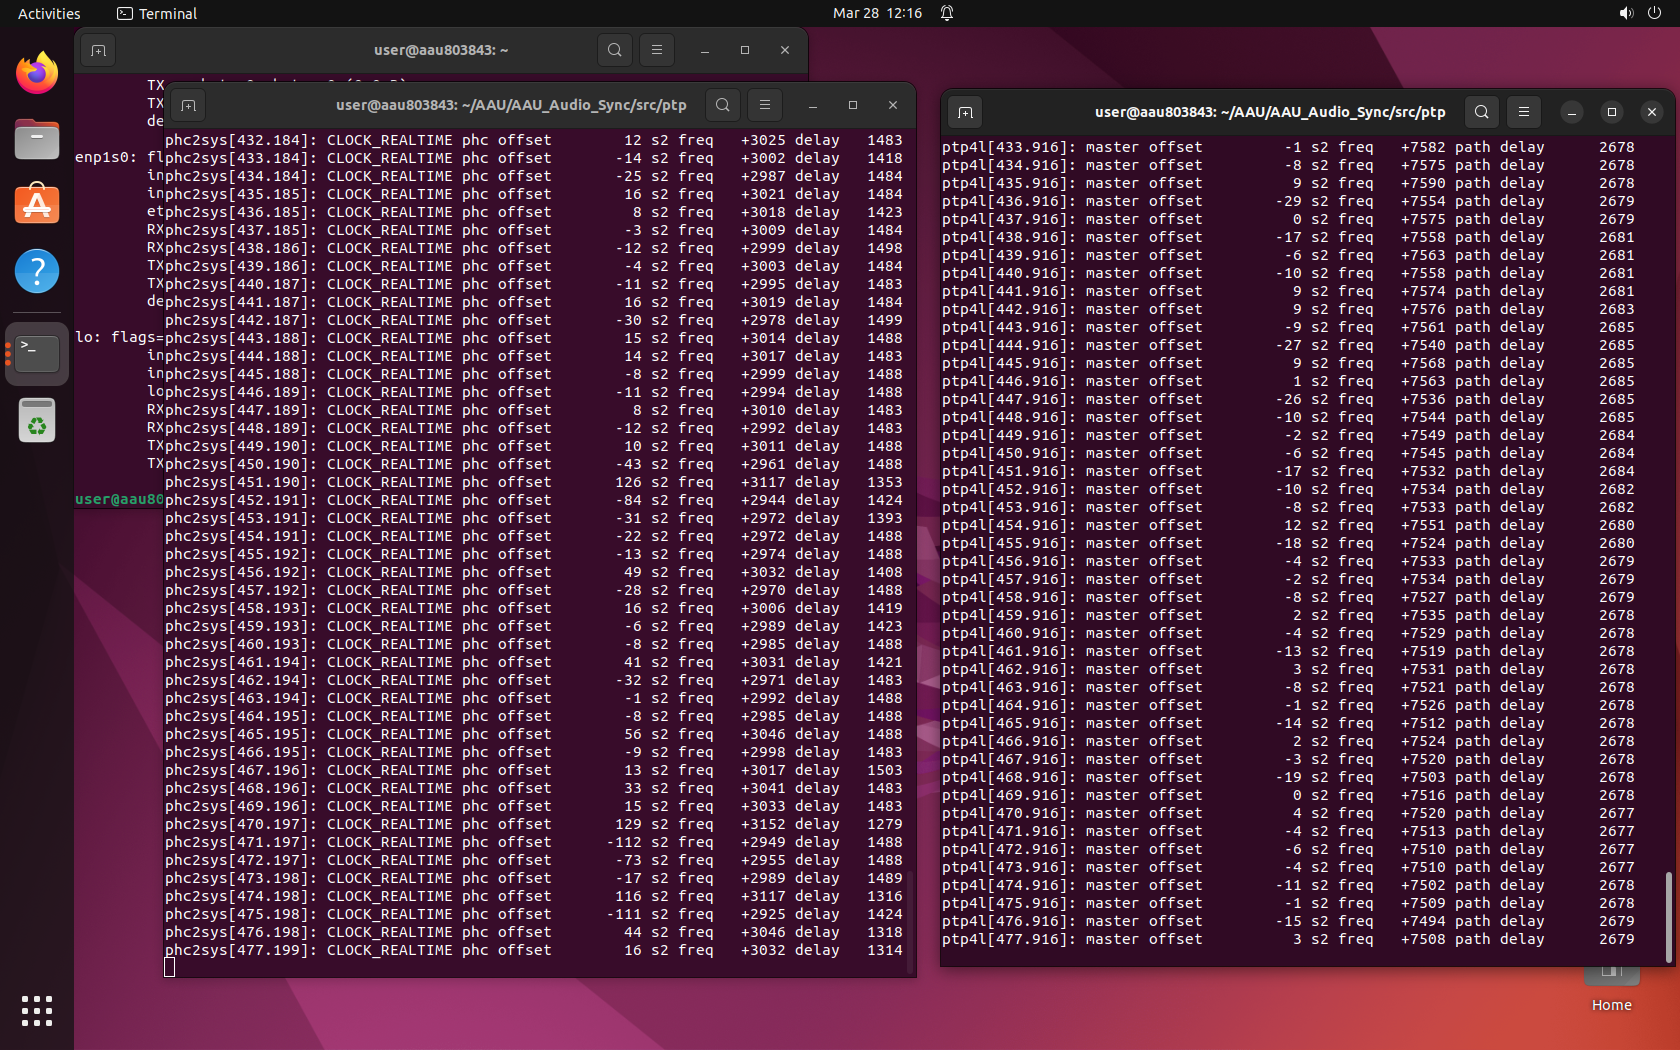 Activities
Terminal
Mar 28 12:16
user@aau803843: ~
TX
TX
de
enp1s0: fl
in
in
et
RX
RX
TX
TX
de
lo: flags=
in
in
lo
RX
RX
TX
TX
user@aau80
user@aau803843: ~/AAU/AAU_Audio_Sync/src/ptp
phc2sys[432.184]: CLOCK_REALTIME phc offset 12 s2 freq +3025 delay 1483
phc2sys[433.184]: CLOCK_REALTIME phc offset -14 s2 freq +3002 delay 1418
phc2sys[434.184]: CLOCK_REALTIME phc offset -25 s2 freq +2987 delay 1484
phc2sys[435.185]: CLOCK_REALTIME phc offset 16 s2 freq +3021 delay 1484
phc2sys[436.185]: CLOCK_REALTIME phc offset 8 s2 freq +3018 delay 1423
phc2sys[437.185]: CLOCK_REALTIME phc offset -3 s2 freq +3009 delay 1484
phc2sys[438.186]: CLOCK_REALTIME phc offset -12 s2 freq +2999 delay 1498
phc2sys[439.186]: CLOCK_REALTIME phc offset -4 s2 freq +3003 delay 1484
phc2sys[440.187]: CLOCK_REALTIME phc offset -11 s2 freq +2995 delay 1483
phc2sys[441.187]: CLOCK_REALTIME phc offset 16 s2 freq +3019 delay 1484
phc2sys[442.187]: CLOCK_REALTIME phc offset -30 s2 freq +2978 delay 1499
phc2sys[443.188]: CLOCK_REALTIME phc offset 15 s2 freq +3014 delay 1488
phc2sys[444.188]: CLOCK_REALTIME phc offset 14 s2 freq +3017 delay 1483
phc2sys[445.188]: CLOCK_REALTIME phc offset -8 s2 freq +2999 delay 1488
phc2sys[446.189]: CLOCK_REALTIME phc offset -11 s2 freq +2994 delay 1488
phc2sys[447.189]: CLOCK_REALTIME phc offset 8 s2 freq +3010 delay 1483
phc2sys[448.189]: CLOCK_REALTIME phc offset -12 s2 freq +2992 delay 1483
phc2sys[449.190]: CLOCK_REALTIME phc offset 10 s2 freq +3011 delay 1488
phc2sys[450.190]: CLOCK_REALTIME phc offset -43 s2 freq +2961 delay 1488
phc2sys[451.190]: CLOCK_REALTIME phc offset 126 s2 freq +3117 delay 1353
phc2sys[452.191]: CLOCK_REALTIME phc offset -84 s2 freq +2944 delay 1424
phc2sys[453.191]: CLOCK_REALTIME phc offset -31 s2 freq +2972 delay 1393
phc2sys[454.191]: CLOCK_REALTIME phc offset -22 s2 freq +2972 delay 1488
phc2sys[455.192]: CLOCK_REALTIME phc offset -13 s2 freq +2974 delay 1488
phc2sys[456.192]: CLOCK_REALTIME phc offset 49 s2 freq +3032 delay 1408
phc2sys[457.192]: CLOCK_REALTIME phc offset -28 s2 freq +2970 delay 1488
phc2sys[458.193]: CLOCK_REALTIME phc offset 16 s2 freq +3006 delay 1419
phc2sys[459.193]: CLOCK_REALTIME phc offset -6 s2 freq +2989 delay 1423
phc2sys[460.193]: CLOCK_REALTIME phc offset -8 s2 freq +2985 delay 1488
phc2sys[461.194]: CLOCK_REALTIME phc offset 41 s2 freq +3031 delay 1421
phc2sys[462.194]: CLOCK_REALTIME phc offset -32 s2 freq +2971 delay 1483
phc2sys[463.194]: CLOCK_REALTIME phc offset -1 s2 freq +2992 delay 1488
phc2sys[464.195]: CLOCK_REALTIME phc offset -8 s2 freq +2985 delay 1488
phc2sys[465.195]: CLOCK_REALTIME phc offset 56 s2 freq +3046 delay 1488
phc2sys[466.195]: CLOCK_REALTIME phc offset -9 s2 freq +2998 delay 1483
phc2sys[467.196]: CLOCK_REALTIME phc offset 13 s2 freq +3017 delay 1503
phc2sys[468.196]: CLOCK_REALTIME phc offset 33 s2 freq +3041 delay 1483
phc2sys[469.196]: CLOCK_REALTIME phc offset 15 s2 freq +3033 delay 1483
phc2sys[470.197]: CLOCK_REALTIME phc offset 129 s2 freq +3152 delay 1279
phc2sys[471.197]: CLOCK_REALTIME phc offset -112 s2 freq +2949 delay 1488
phc2sys[472.197]: CLOCK_REALTIME phc offset -73 s2 freq +2955 delay 1488
phc2sys[473.198]: CLOCK_REALTIME phc offset -17 s2 freq +2989 delay 1489
phc2sys[474.198]: CLOCK_REALTIME phc offset 116 s2 freq +3117 delay 1316
phc2sys[475.198]: CLOCK_REALTIME phc offset -111 s2 freq +2925 delay 1424
phc2sys[476.198]: CLOCK_REALTIME phc offset 44 s2 freq +3046 delay 1318
phc2sys[477.199]: CLOCK_REALTIME phc offset 16 s2 freq +3032 delay 1314
user@aau803843: ~/AAU/AAU_Audio_Sync/src/ptp
ptp4l[433.916]: master offset -1 s2 freq +7582 path delay 2678
ptp4l[434.916]: master offset -8 s2 freq +7575 path delay 2678
ptp4l[435.916]: master offset 9 s2 freq +7590 path delay 2678
ptp4l[436.916]: master offset -29 s2 freq +7554 path delay 2679
ptp4l[437.916]: master offset 0 s2 freq +7575 path delay 2679
ptp4l[438.916]: master offset -17 s2 freq +7558 path delay 2681
ptp4l[439.916]: master offset -6 s2 freq +7563 path delay 2681
ptp4l[440.916]: master offset -10 s2 freq +7558 path delay 2681
ptp4l[441.916]: master offset 9 s2 freq +7574 path delay 2681
ptp4l[442.916]: master offset 9 s2 freq +7576 path delay 2683
ptp4l[443.916]: master offset -9 s2 freq +7561 path delay 2685
ptp4l[444.916]: master offset -27 s2 freq +7540 path delay 2685
ptp4l[445.916]: master offset 9 s2 freq +7568 path delay 2685
ptp4l[446.916]: master offset 1 s2 freq +7563 path delay 2685
ptp4l[447.916]: master offset -26 s2 freq +7536 path delay 2685
ptp4l[448.916]: master offset -10 s2 freq +7544 path delay 2685
ptp4l[449.916]: master offset -2 s2 freq +7549 path delay 2684
ptp4l[450.916]: master offset -6 s2 freq +7545 path delay 2684
ptp4l[451.916]: master offset -17 s2 freq +7532 path delay 2684
ptp4l[452.916]: master offset -10 s2 freq +7534 path delay 2682
ptp4l[453.916]: master offset -8 s2 freq +7533 path delay 2682
ptp4l[454.916]: master offset 12 s2 freq +7551 path delay 2680
ptp4l[455.916]: master offset -18 s2 freq +7524 path delay 2680
ptp4l[456.916]: master offset -4 s2 freq +7533 path delay 2679
ptp4l[457.916]: master offset -2 s2 freq +7534 path delay 2679
ptp4l[458.916]: master offset -8 s2 freq +7527 path delay 2679
ptp4l[459.916]: master offset 2 s2 freq +7535 path delay 2678
ptp4l[460.916]: master offset -4 s2 freq +7529 path delay 2678
ptp4l[461.916]: master offset -13 s2 freq +7519 path delay 2678
ptp4l[462.916]: master offset 3 s2 freq +7531 path delay 2678
ptp4l[463.916]: master offset -8 s2 freq +7521 path delay 2678
ptp4l[464.916]: master offset -1 s2 freq +7526 path delay 2678
ptp4l[465.916]: master offset -14 s2 freq +7512 path delay 2678
ptp4l[466.916]: master offset 2 s2 freq +7524 path delay 2678
ptp4l[467.916]: master offset -3 s2 freq +7520 path delay 2678
ptp4l[468.916]: master offset -19 s2 freq +7503 path delay 2678
ptp4l[469.916]: master offset 0 s2 freq +7516 path delay 2678
ptp4l[470.916]: master offset 4 s2 freq +7520 path delay 2677
ptp4l[471.916]: master offset -4 s2 freq +7513 path delay 2677
ptp4l[472.916]: master offset -6 s2 freq +7510 path delay 2677
ptp4l[473.916]: master offset -4 s2 freq +7510 path delay 2677
ptp4l[474.916]: master offset -11 s2 freq +7502 path delay 2678
ptp4l[475.916]: master offset -1 s2 freq +7509 path delay 2678
ptp4l[476.916]: master offset -15 s2 freq +7494 path delay 2679
ptp4l[477.916]: master offset 3 s2 freq +7508 path delay 2679
Home